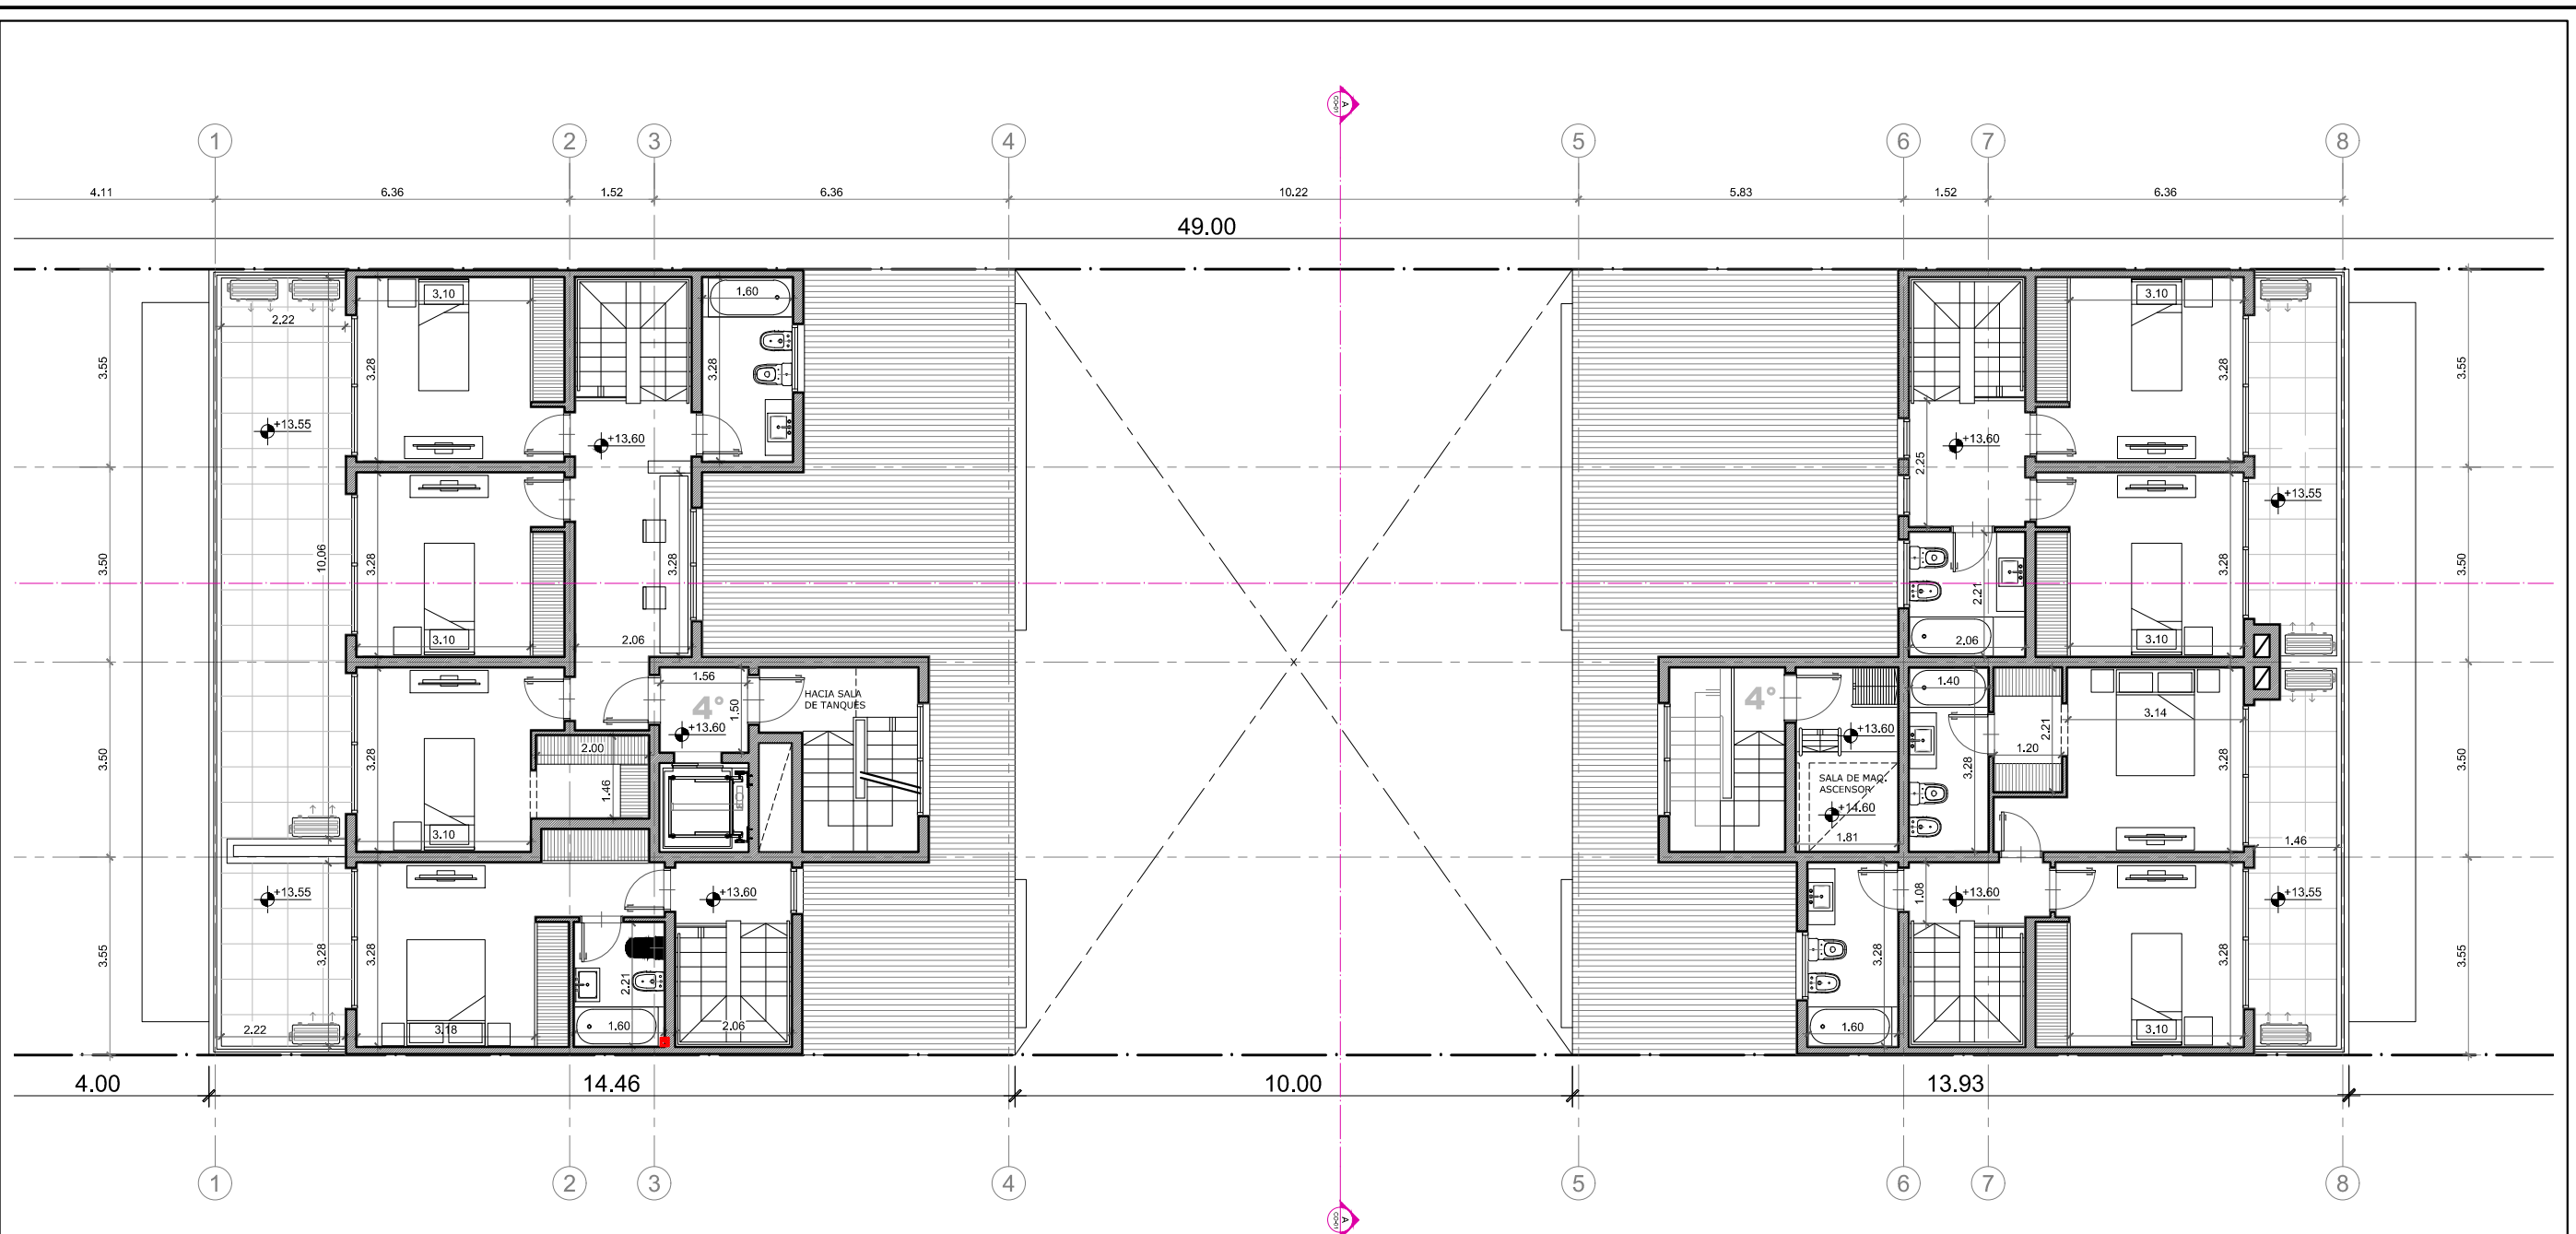 A
CO-01
1 2 3 4 5 6 7 8
4.11 6.36 1.52 6.36 10.22 5.83 1.52 6.36
49.00
3.10 1.60 3.10
2.22
3.55 3.28 3.28 3.28 3.55
+13.55 +13.60 +13.60
2.25 +13.55
3.50 10.06 3.28 3.28 3.28 3.50
2.21
3.10 2.06 2.06 3.10
1.56 HACIA SALA
DE TANQUES
4° 1.50 4° 1.40 3.14
+13.60 +13.60 2.21
2.00 1.20
3.50 3.28 1.46 3.28 3.28 3.50
SALA DE MAQ.
ASCENSOR
+14.60
3.10 1.81 1.46
+13.55 +13.60 1.08 +13.60 +13.55
3.55 3.28 3.28 2.21 3.28 3.28 3.55
2.22 3.18 1.60 2.06 1.60 3.10
4.00 14.46 10.00 13.93
1 2 3 4 5 6 7 8
A
CO-01